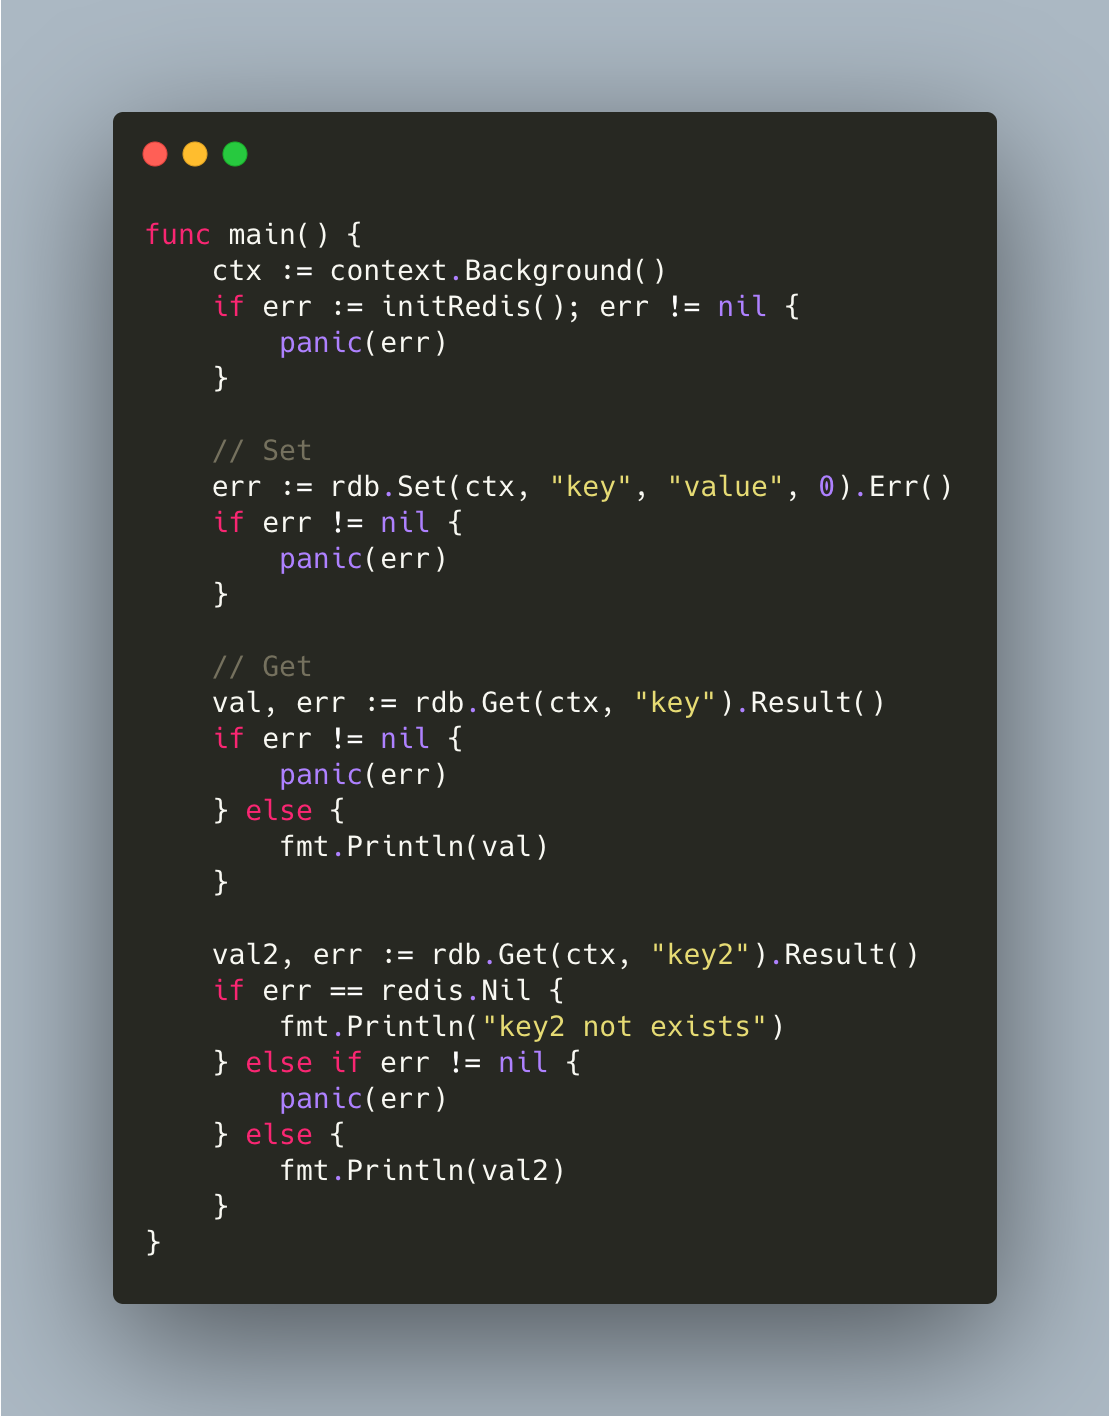 func main() {
    ctx := context.Background()
    if err := initRedis(); err != nil {
        panic(err)
    }

    // Set
    err := rdb.Set(ctx, "key", "value", 0).Err()
    if err != nil {
        panic(err)
    }

    // Get
    val, err := rdb.Get(ctx, "key").Result()
    if err != nil {
        panic(err)
    } else {
        fmt.Println(val)
    }

    val2, err := rdb.Get(ctx, "key2").Result()
    if err == redis.Nil {
        fmt.Println("key2 not exists")
    } else if err != nil {
        panic(err)
    } else {
        fmt.Println(val2)
    }
}